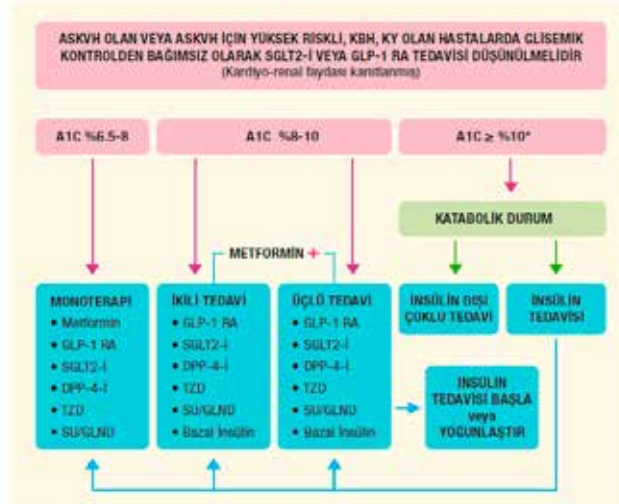 ASKVH OLAN VEYA ASKVH İÇİN YÜKSEK RİSKLİ, KBH, KY OLAN HASTALARDA GLİSEMİK
KONTROLDEN BAĞIMSIZ OLARAK SGLT2-İ VEYA GLP-1 RA TEDAVİSİ DÜŞÜNÜLMELİDİR
(Kardiyo-renal faydası kanıtlanmış)
A1C %6.5-8
A1C %8-10
A1C ≥ %10*
KATABOLİK DURUM
METFORMİN +
MONOTERAPİ
• Metformin
• GLP-1 RA
• SGLT2-İ
• DPP-4-İ
• TZD
• SU/GLND
İKİLİ TEDAVİ
• GLP-1 RA
• SGLT2-İ
• DPP-4-İ
• TZD
• SU/GLND
• Bazal İnsülin
ÜÇLÜ TEDAVİ
• GLP-1 RA
• SGLT2-İ
• DPP-4-İ
• TZD
• SU/GLND
• Bazal İnsülin
İNSÜLİN DIŞI
ÇOKLU TEDAVİ
İNSÜLİN
TEDAVİSİ
İNSÜLİN
TEDAVİSİ BAŞLA
veya
YOĞUNLAŞTIR